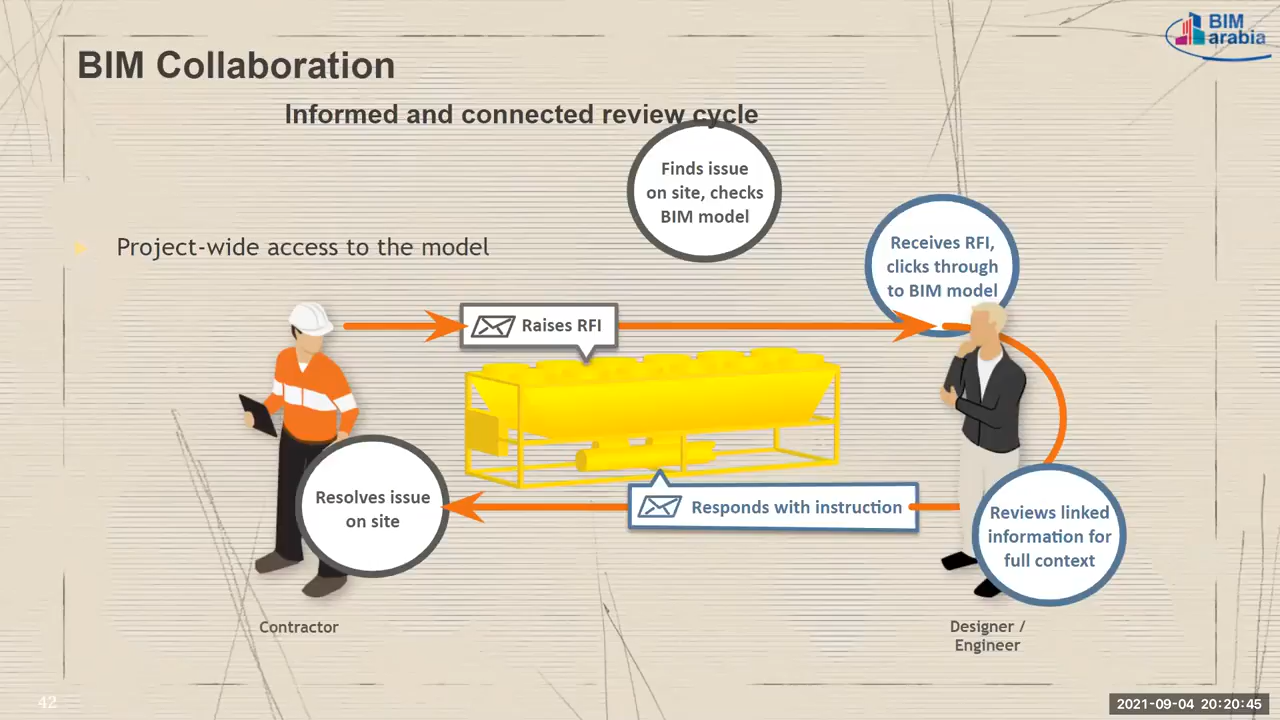 BIM
arabia
BIM Collaboration
Informed and connected review cycle
Finds issue
on site, checks
BIM model
Project-wide access to the model
Receives RFI,
clicks through
to BIM model
Raises RFI
Resolves issue
on site
Responds with instruction
Reviews linked
information for
full context
Contractor
Designer /
Engineer
42
2021-09-04 20:20:45